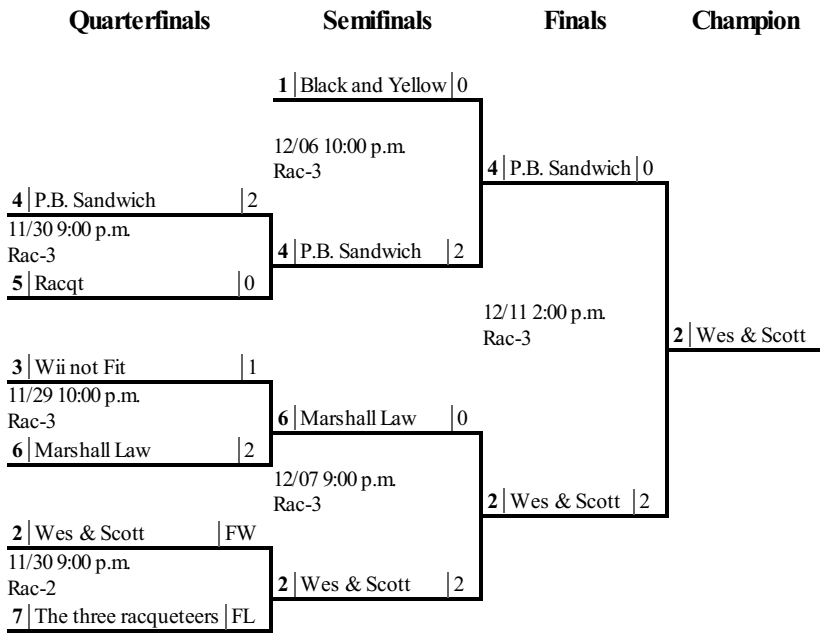 Quarterfinals Semifinals Finals Champion
1 Black and Yellow 0
12/06 10:00 p.m.
Rac-3
4 P.B. Sandwich 0
4 P.B. Sandwich 2
11/30 9:00 p.m.
Rac-3
4 P.B. Sandwich 2
5 Racqt 0
12/11 2:00 p.m.
Rac-3
2 Wes & Scott
3 Wii not Fit 1
11/29 10:00 p.m.
Rac-3
6 Marshall Law 0
6 Marshall Law 2
12/07 9:00 p.m.
Rac-3
2 Wes & Scott 2
2 Wes & Scott FW
11/30 9:00 p.m.
Rac-2
2 Wes & Scott 2
7 The three racqueteers FL